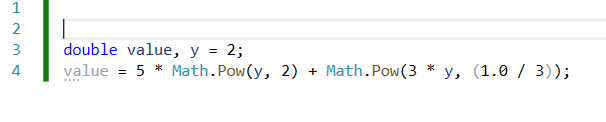 1
2
3 double value, y = 2;
4 value = 5 * Math.Pow(y, 2) + Math.Pow(3 * y, (1.0 / 3));